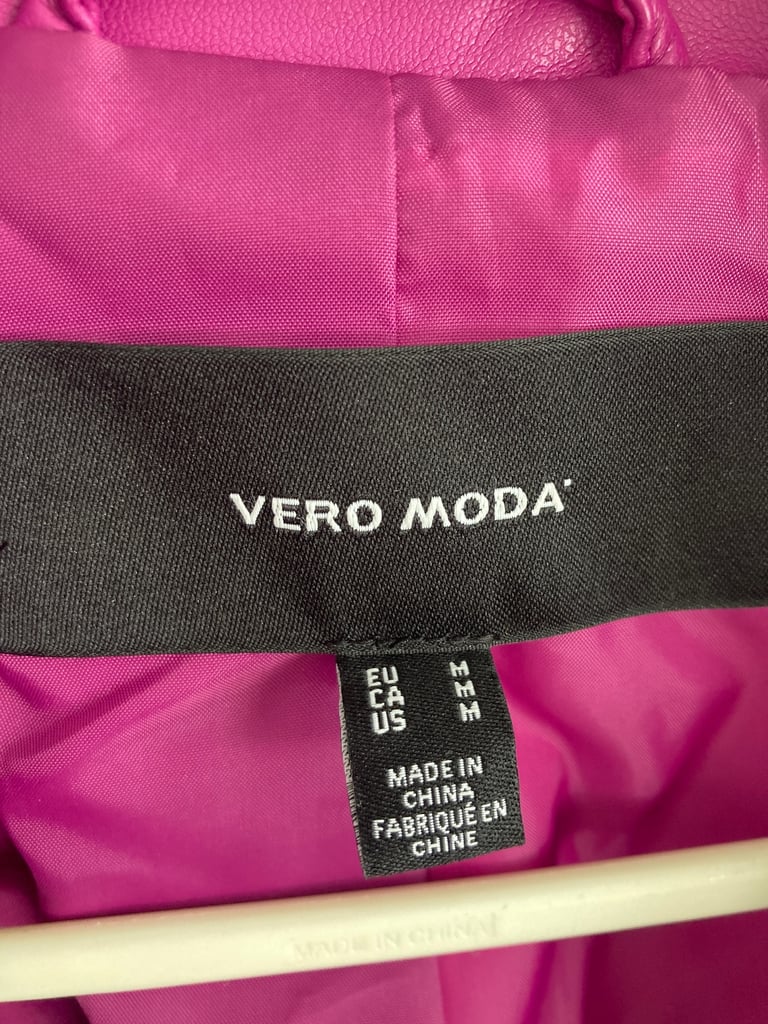 VERO MODA
EU M
CA M
US M
MADE IN
CHINA
FABRIQUÉ EN
CHINE
MADE IN CHINA